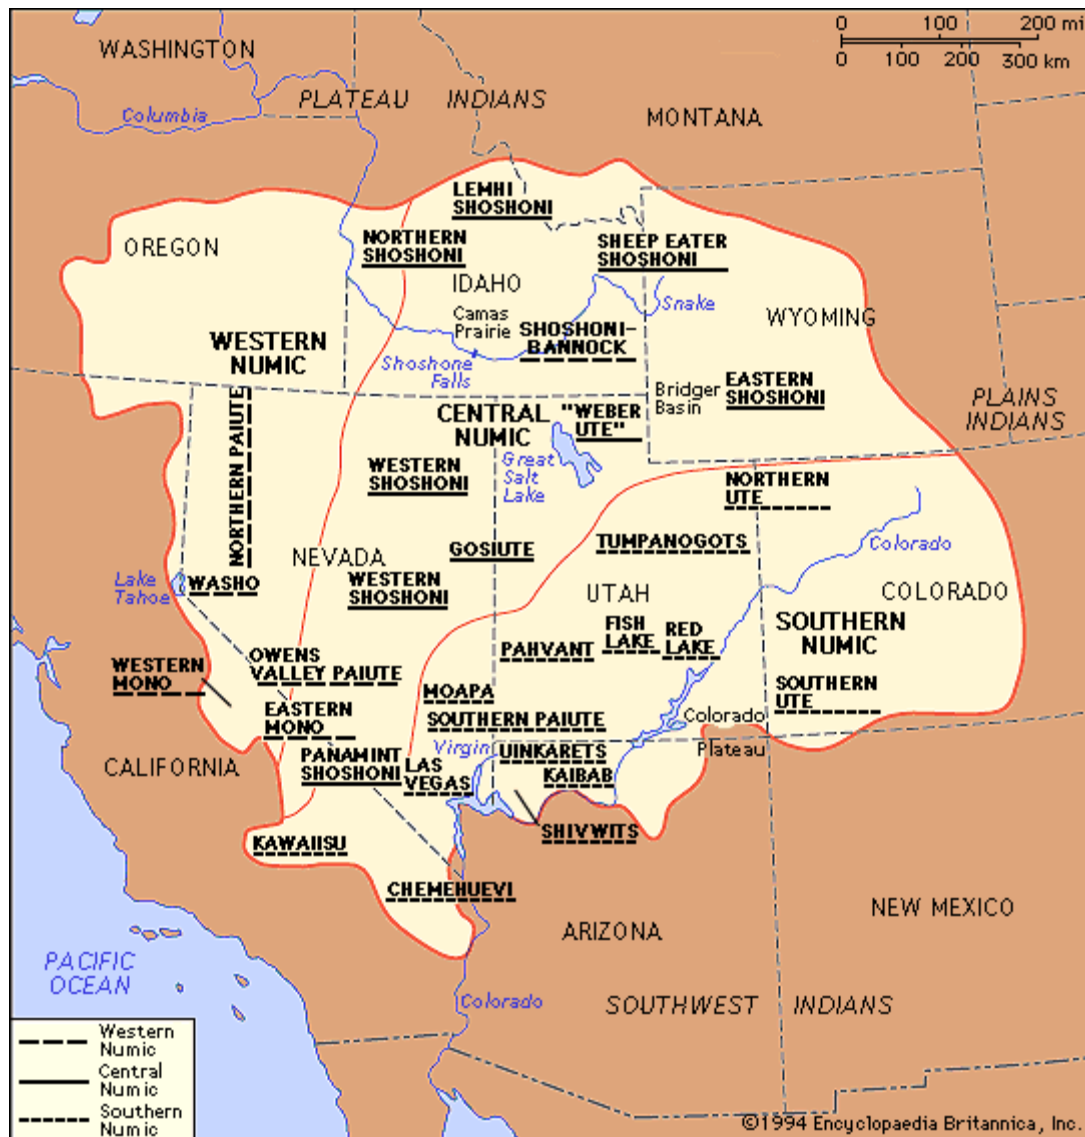 0 100 200 mi
0 100 200 300 km
WASHINGTON
PLATEAU INDIANS
Columbia
MONTANA
LEMHI
SHOSHONI
NORTHERN
SHOSHONI
SHEEP EATER
SHOSHONI
OREGON
IDAHO
Camas
Prairie
Snake
WYOMING
SHOSHONI-
BANNOCK
WESTERN
NUMIC
Shoshone
Falls
Bridger
Basin
EASTERN
SHOSHONI
PLAINS
INDIANS
NORTHERN PAIUTE
CENTRAL
NUMIC
"WEBER
UTE"
Great
Salt
Lake
WESTERN
SHOSHONI
NORTHERN
UTE
NEVADA
GOSIUTE
TUMPANOGOTS
Colorado
Lake
Tahoe
WASHO
WESTERN
SHOSHONI
UTAH
COLORADO
FISH
LAKE
RED
LAKE
SOUTHERN
NUMIC
PAHVANT
WESTERN
MONO
OWENS
VALLEY PAIUTE
MOAPA
SOUTHERN
UTE
EASTERN
MONO
SOUTHERN PAIUTE
Colorado
Plateau
CALIFORNIA
PANAMINT
SHOSHONI
Virgin
UINKARETS
LAS
VEGAS
KAIBAB
SHIVWITS
KAWAIISU
CHEMEHUEVI
ARIZONA
NEW MEXICO
PACIFIC
OCEAN
Colorado
SOUTHWEST INDIANS
Western
Numic
Central
Numic
Southern
Numic
©1994 Encyclopaedia Britannica, Inc.